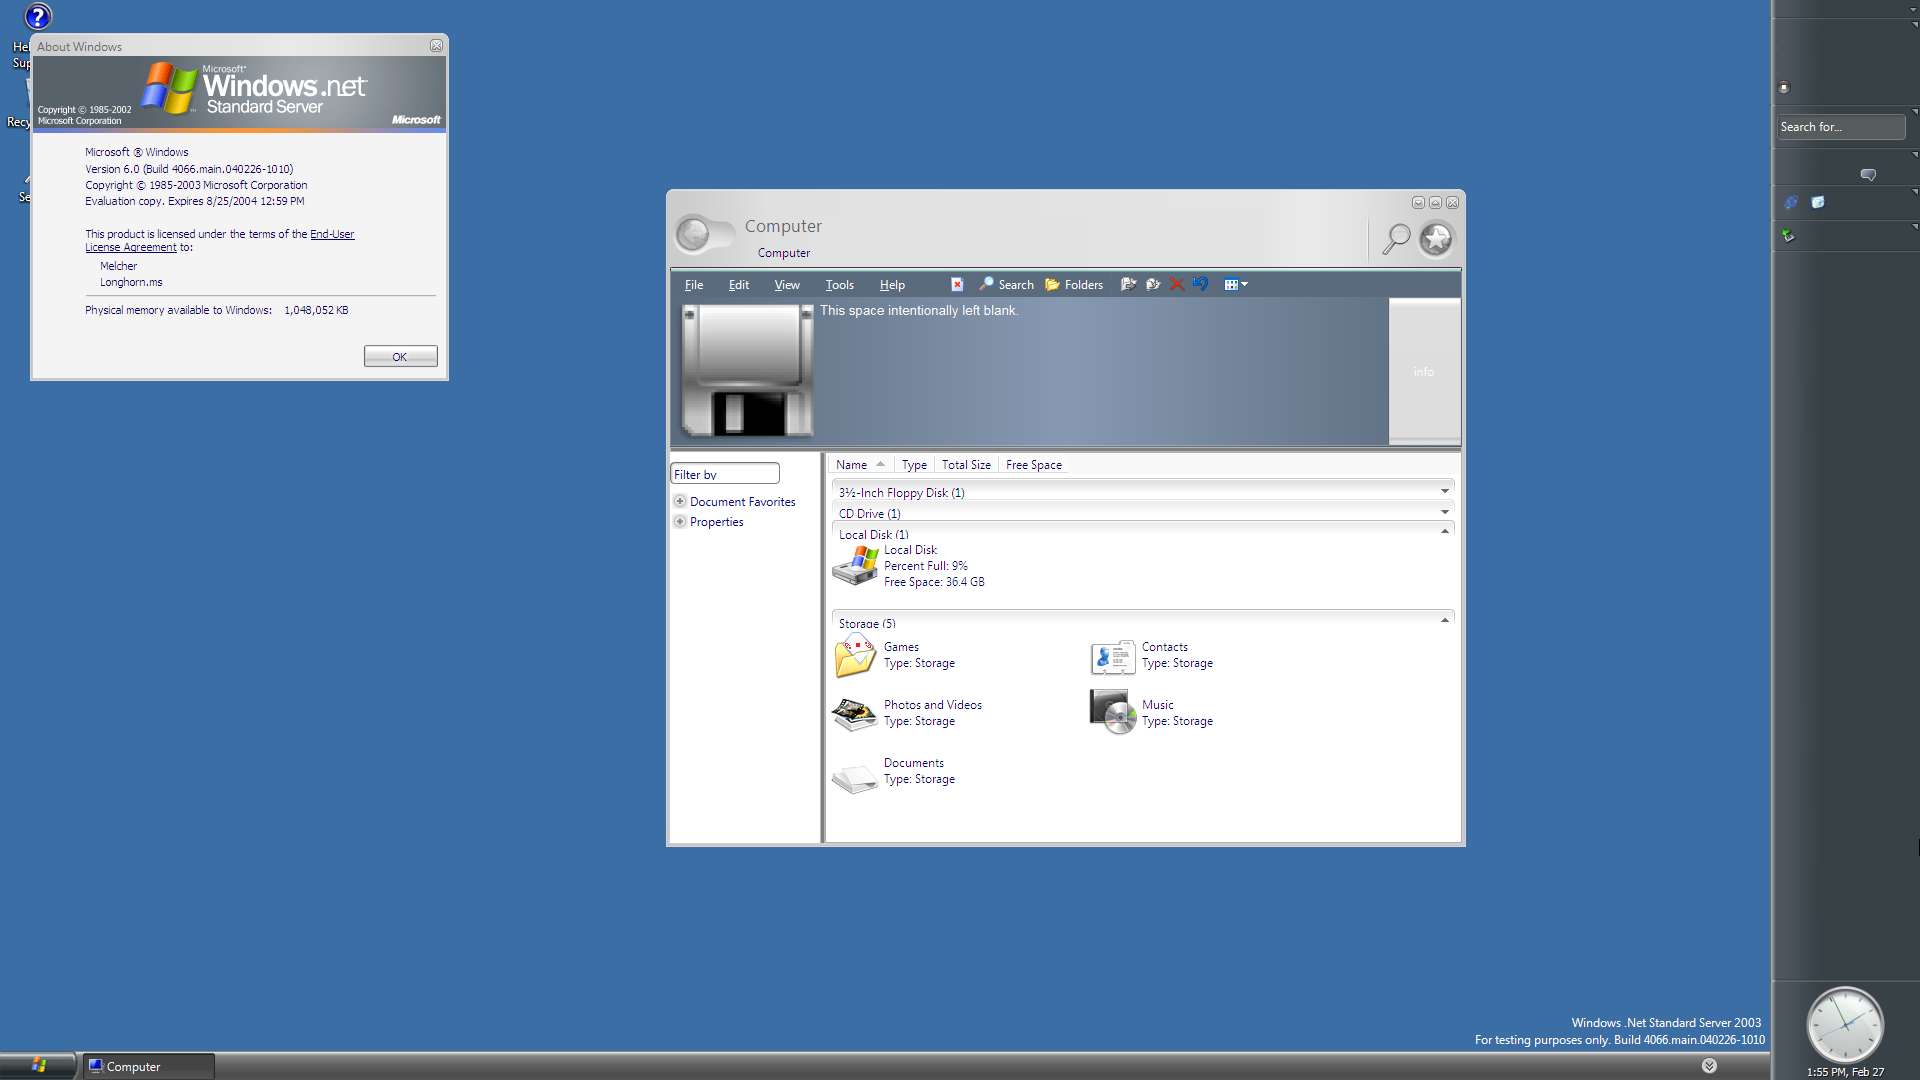 About Windows
Microsoft
Windows.net
Standard Server
Copyright © 1985-2002
Microsoft Corporation
Microsoft
Microsoft ® Windows
Version 6.0 (Build 4066.main.040226-1010)
Copyright © 1985-2003 Microsoft Corporation
Evaluation copy. Expires 8/25/2004 12:59 PM
This product is licensed under the terms of the End-User
License Agreement to:
Melcher
Longhorn.ms
Physical memory available to Windows: 1,048,052 KB
OK
Computer
Computer
File Edit View Tools Help Search Folders
This space intentionally left blank.
info
Filter by
Document Favorites
Properties
Name Type Total Size Free Space
3½-Inch Floppy Disk (1)
CD Drive (1)
Local Disk (1)
Local Disk
Percent Full: 9%
Free Space: 36.4 GB
Storage (5)
Games
Type: Storage
Contacts
Type: Storage
Photos and Videos
Type: Storage
Music
Type: Storage
Documents
Type: Storage
Search for...
Windows .Net Standard Server 2003
For testing purposes only. Build 4066.main.040226-1010
Computer
1:55 PM, Feb 27